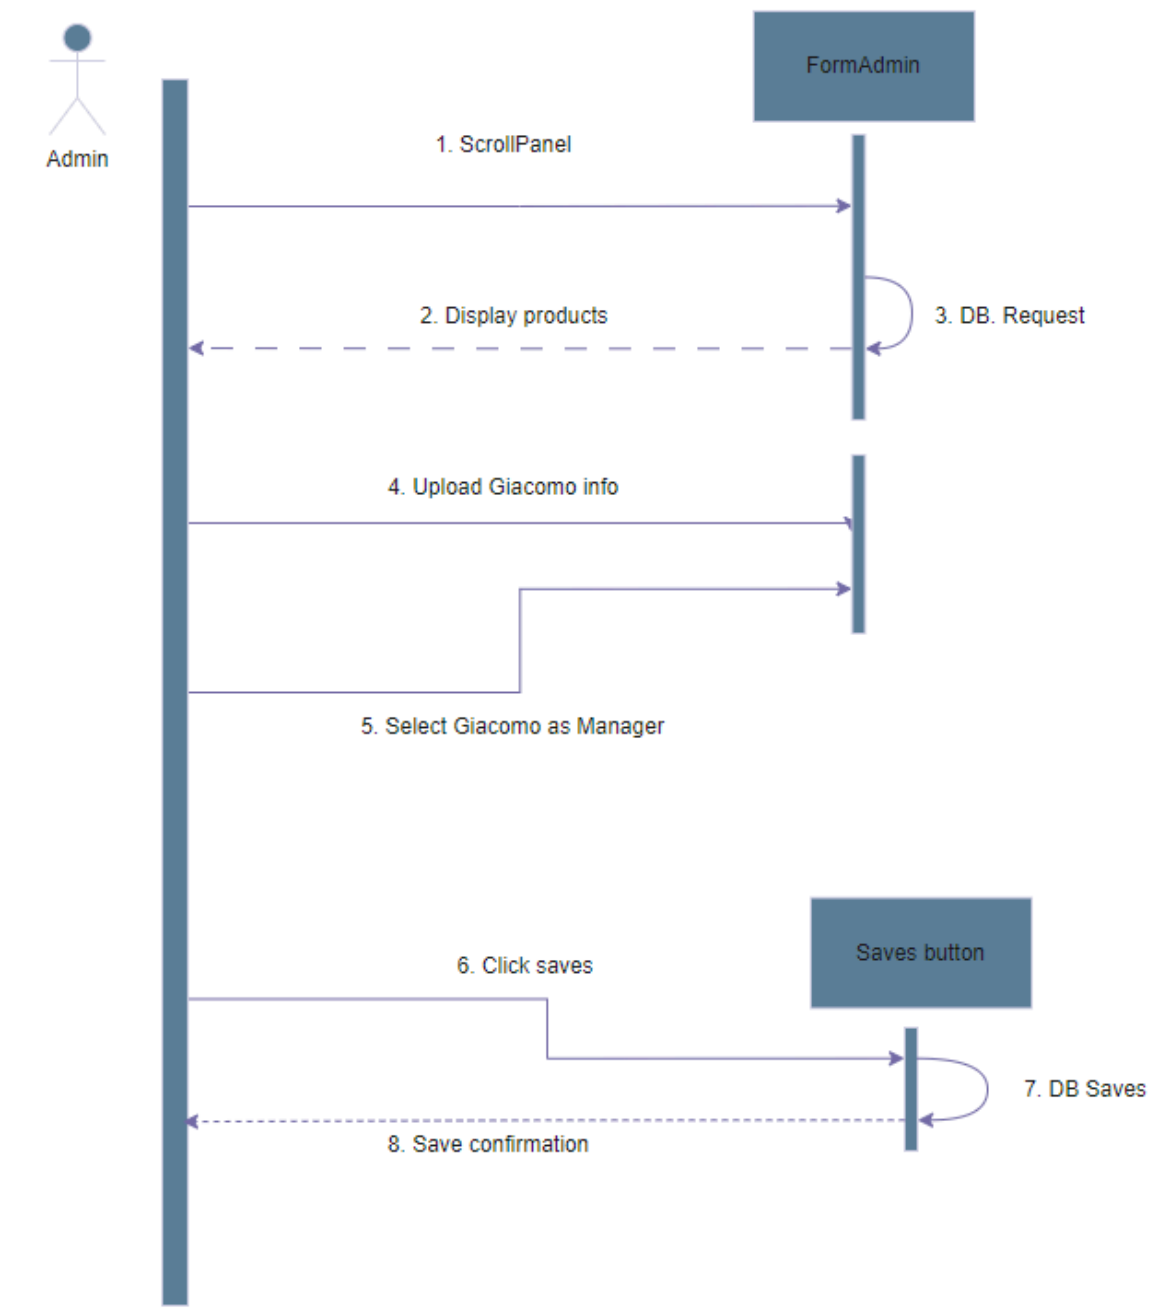 FormAdmin
Admin
1. ScrollPanel
2. Display products
3. DB. Request
4. Upload Giacomo info
5. Select Giacomo as Manager
Saves button
6. Click saves
7. DB Saves
8. Save confirmation